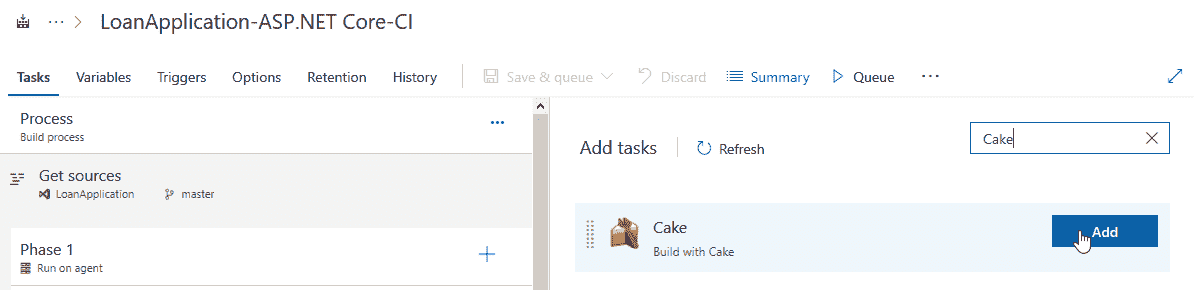 ··· > LoanApplication-ASP.NET Core-CI
Tasks Variables Triggers Options Retention History Save & queue Discard Summary Queue ···
Process ···
Build process
Get sources
LoanApplication master
Phase 1 +
Run on agent
Add tasks Refresh Cake
Cake
Build with Cake
Add